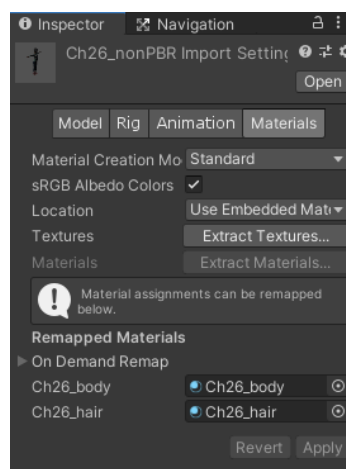 Inspector Navigation
Ch26_nonPBR Import Setting
Open
Model Rig Animation Materials
Material Creation Mo Standard
sRGB Albedo Colors
Location Use Embedded Mat
Textures Extract Textures...
Materials Extract Materials...
Material assignments can be remapped
below.
Remapped Materials
On Demand Remap
Ch26_body Ch26_body
Ch26_hair Ch26_hair
Revert Apply